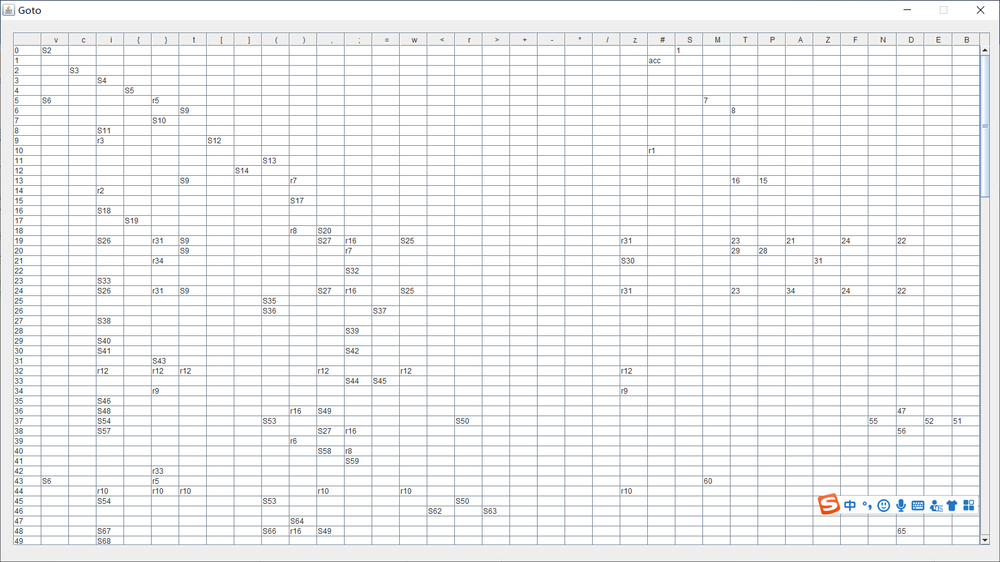 Goto
v c i { } t [ ] ( ) , ; = w < r > + - * / z # S M T P A Z F N D E B
0 S2 1
1 acc
2 S3
3 S4
4 S5
5 S6 r5 7
6 S9 8
7 S10
8 S11
9 r3 S12
10 r1
11 S13
12 S14
13 S9 r7 16 15
14 r2
15 S17
16 S18
17 S19
18 r8 S20
19 S26 r31 S9 S27 r16 S25 r31 23 21 24 22
20 S9 r7 29 28
21 r34 S30 31
22 S32
23 S33
24 S26 r31 S9 S27 r16 S25 r31 23 34 24 22
25 S35
26 S36 S37
27 S38
28 S39
29 S40
30 S41 S42
31 S43
32 r12 r12 r12 r12 r12 r12
33 S44 S45
34 r9 r9
35 S46
36 S48 r16 S49 47
37 S54 S53 S50 55 52 51
38 S57 S27 r16 56
39 r6
40 S58 r8
41 S59
42 r33
43 S6 r5 60
44 r10 r10 r10 r10 r10 r10
45 S54 S53 S50
46 S62 S63
47 S64
48 S67 S66 r16 S49 65
49 S68
S 中 °,